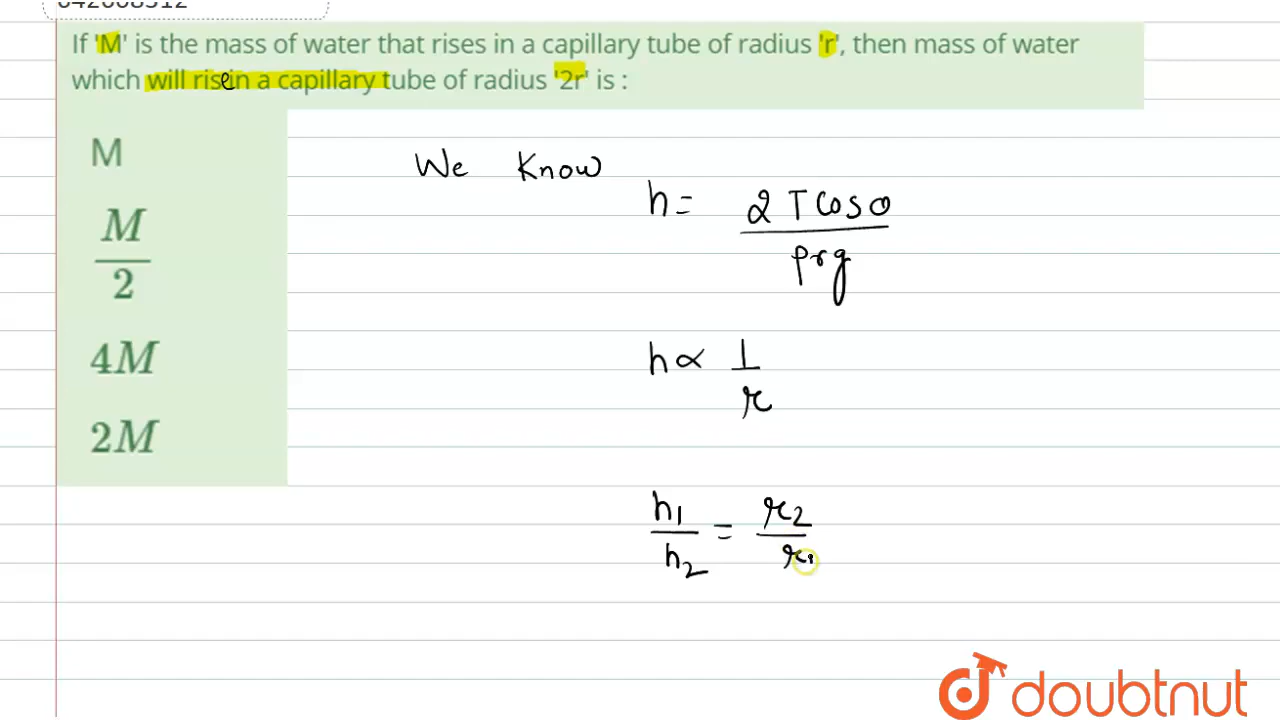 If 'M' is the mass of water that rises in a capillary tube of radius 'r', then mass of water
which will rise in a capillary tube of radius '2r' is :
M
M
2
4M
2M
We Know
h = 2 T Cos θ
ρ r g
h ∝ 1
r
h1 = r2
h2 r1
doubtnut